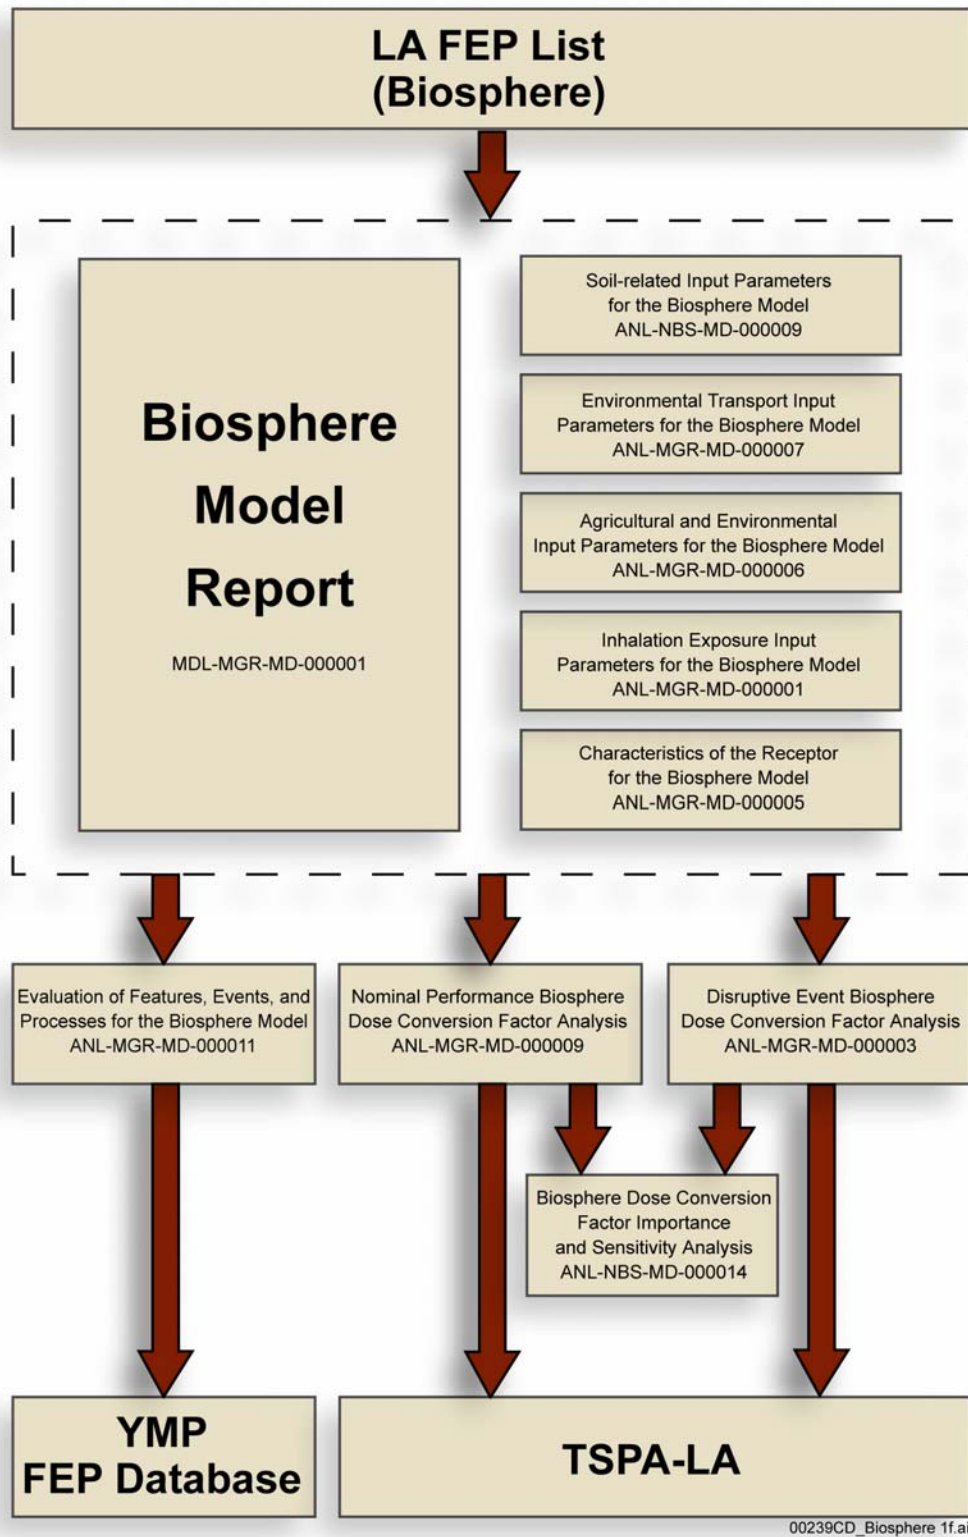 LA FEP List
(Biosphere)
Biosphere
Model
Report
MDL-MGR-MD-000001
Soil-related Input Parameters
for the Biosphere Model
ANL-NBS-MD-000009
Environmental Transport Input
Parameters for the Biosphere Model
ANL-MGR-MD-000007
Agricultural and Environmental
Input Parameters for the Biosphere Model
ANL-MGR-MD-000006
Inhalation Exposure Input
Parameters for the Biosphere Model
ANL-MGR-MD-000001
Characteristics of the Receptor
for the Biosphere Model
ANL-MGR-MD-000005
Evaluation of Features, Events, and
Processes for the Biosphere Model
ANL-MGR-MD-000011
Nominal Performance Biosphere
Dose Conversion Factor Analysis
ANL-MGR-MD-000009
Disruptive Event Biosphere
Dose Conversion Factor Analysis
ANL-MGR-MD-000003
Biosphere Dose Conversion
Factor Importance
and Sensitivity Analysis
ANL-NBS-MD-000014
YMP
FEP Database
TSPA-LA
00239CD_Biosphere 1f.ai